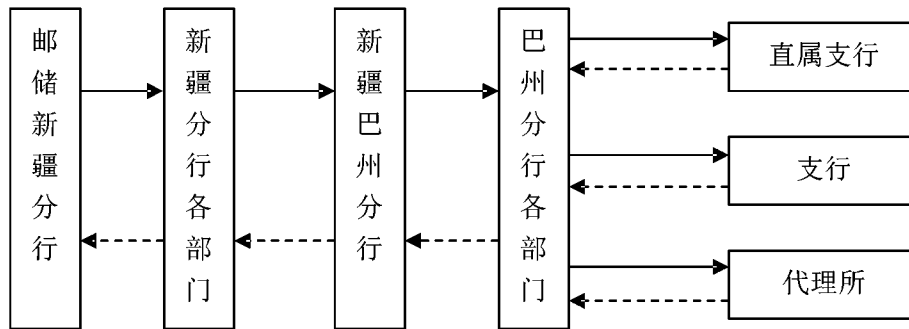 邮储新疆分行
新疆分行各部门
新疆巴州分行
巴州分行各部门
直属支行
支行
代理所